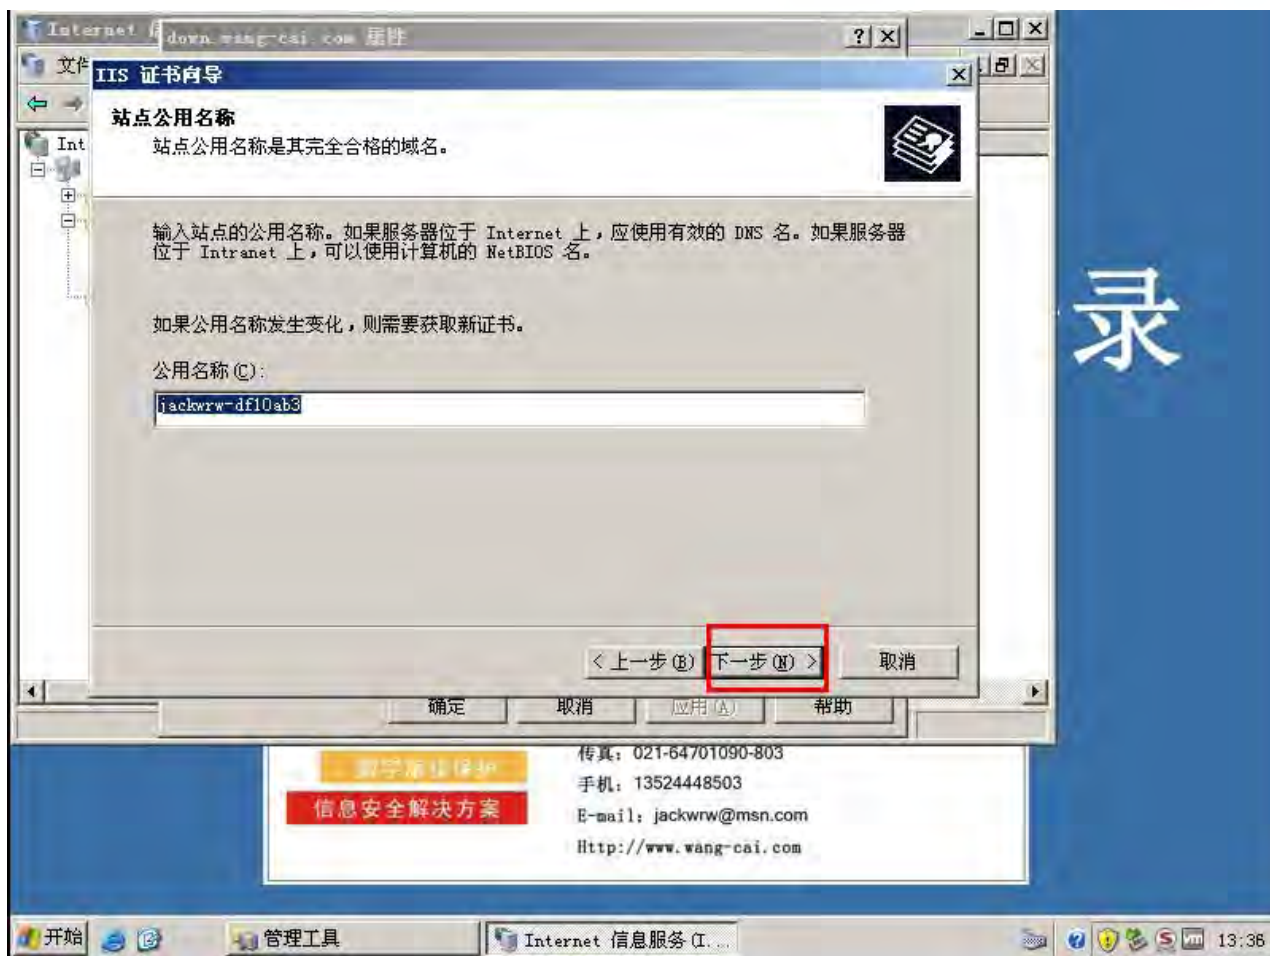 Internet
down.wang-cai.com 属性
文件
IIS 证书向导
站点公用名称
站点公用名称是其完全合格的域名。
Int
输入站点的公用名称。如果服务器位于 Internet 上，应使用有效的 DNS 名。如果服务器
位于 Intranet 上，可以使用计算机的 NetBIOS 名。
录
如果公用名称发生变化，则需要获取新证书。
公用名称(C):
jackwrw-df10ab3
< 上一步(B)
下一步(N) >
取消
确定
取消
应用(A)
帮助
传真：021-64701090-803
手机：13524448503
信息安全解决方案
E-mail：jackwrw@msn.com
Http://www.wang-cai.com
开始
管理工具
Internet 信息服务(I...
13:36